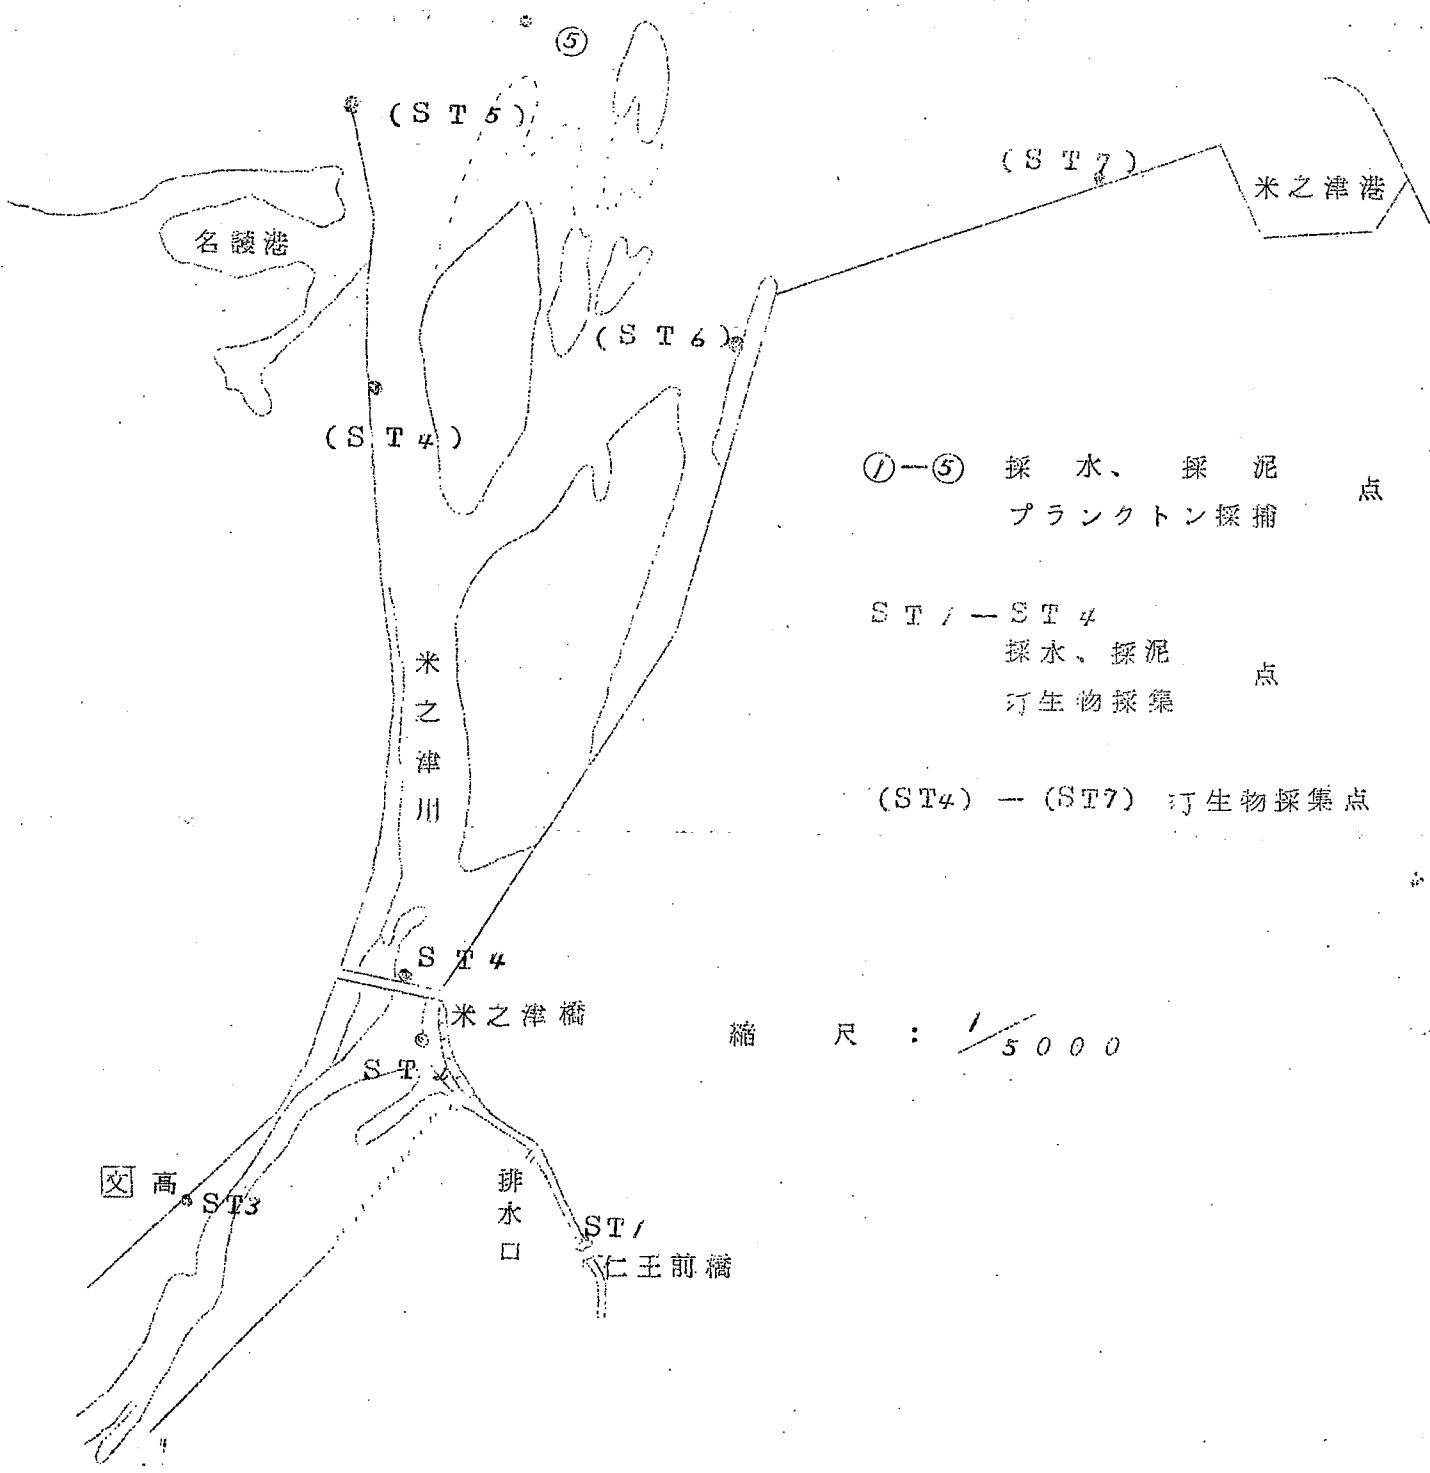 ⑤
(ST5)
(ST7)
米之津港
名護港
(ST6)
(ST4)
①—⑤ 採水、採泥
プランクトン採捕
点
ST1—ST4
採水、採泥
汀生物採集
点
米之津川
(ST4) — (ST7) 汀生物採集点
ST4
米之津橋
縮尺:1/5000
ST2
文 高
ST3
排水口
ST1
仁王前橋